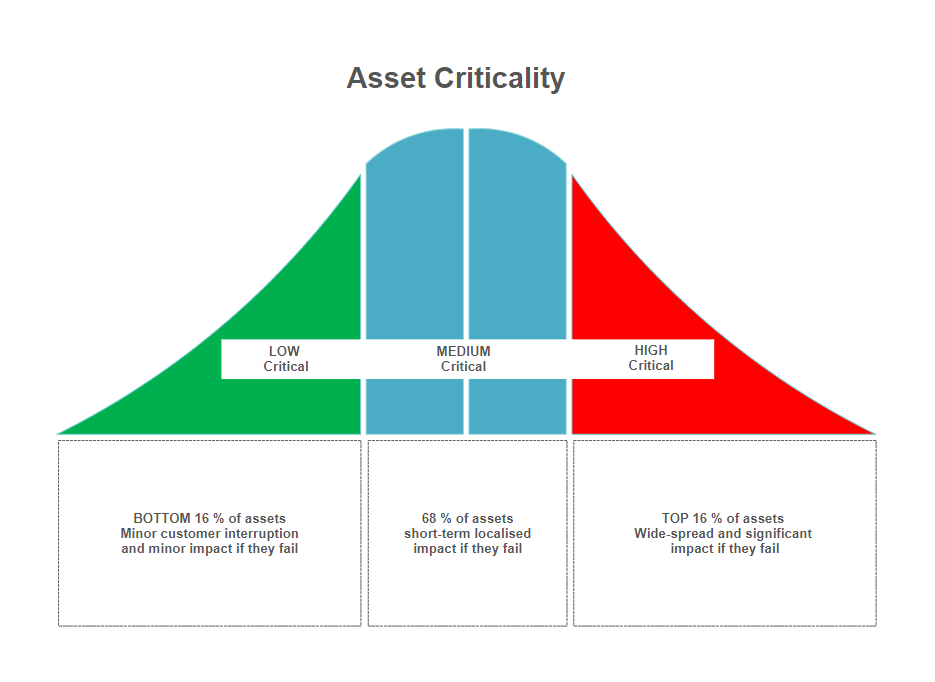 Asset Criticality
LOW
Critical
MEDIUM
Critical
HIGH
Critical
BOTTOM 16 % of assets
Minor customer interruption
and minor impact if they fail
68 % of assets
short-term localised
impact if they fail
TOP 16 % of assets
Wide-spread and significant
impact if they fail